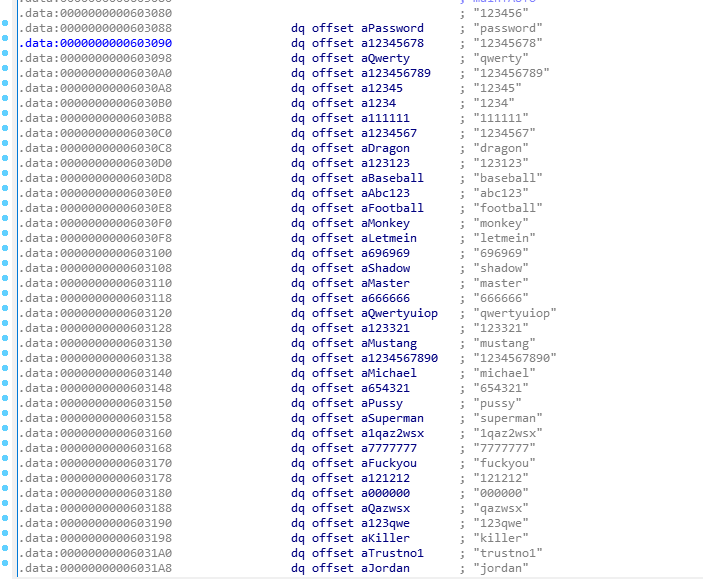 .data:0000000000603080 ; "123456"
.data:0000000000603088 dq offset aPassword ; "password"
.data:0000000000603090 dq offset a12345678 ; "12345678"
.data:0000000000603098 dq offset aQwerty ; "qwerty"
.data:00000000006030A0 dq offset a123456789 ; "123456789"
.data:00000000006030A8 dq offset a12345 ; "12345"
.data:00000000006030B0 dq offset a1234 ; "1234"
.data:00000000006030B8 dq offset a111111 ; "111111"
.data:00000000006030C0 dq offset a1234567 ; "1234567"
.data:00000000006030C8 dq offset aDragon ; "dragon"
.data:00000000006030D0 dq offset a123123 ; "123123"
.data:00000000006030D8 dq offset aBaseball ; "baseball"
.data:00000000006030E0 dq offset aAbc123 ; "abc123"
.data:00000000006030E8 dq offset aFootball ; "football"
.data:00000000006030F0 dq offset aMonkey ; "monkey"
.data:00000000006030F8 dq offset aLetmein ; "letmein"
.data:0000000000603100 dq offset a696969 ; "696969"
.data:0000000000603108 dq offset aShadow ; "shadow"
.data:0000000000603110 dq offset aMaster ; "master"
.data:0000000000603118 dq offset a666666 ; "666666"
.data:0000000000603120 dq offset aQwertyuiop ; "qwertyuiop"
.data:0000000000603128 dq offset a123321 ; "123321"
.data:0000000000603130 dq offset aMustang ; "mustang"
.data:0000000000603138 dq offset a1234567890 ; "1234567890"
.data:0000000000603140 dq offset aMichael ; "michael"
.data:0000000000603148 dq offset a654321 ; "654321"
.data:0000000000603150 dq offset aPussy ; "pussy"
.data:0000000000603158 dq offset aSuperman ; "superman"
.data:0000000000603160 dq offset a1qaz2wsx ; "1qaz2wsx"
.data:0000000000603168 dq offset a7777777 ; "7777777"
.data:0000000000603170 dq offset aFuckyou ; "fuckyou"
.data:0000000000603178 dq offset a121212 ; "121212"
.data:0000000000603180 dq offset a000000 ; "000000"
.data:0000000000603188 dq offset aQazwsx ; "qazwsx"
.data:0000000000603190 dq offset a123qwe ; "123qwe"
.data:0000000000603198 dq offset aKiller ; "killer"
.data:00000000006031A0 dq offset aTrustno1 ; "trustno1"
.data:00000000006031A8 dq offset aJordan ; "jordan"